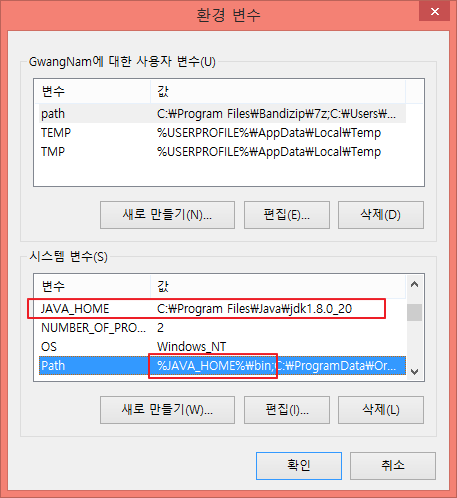 환경 변수
GwangNam에 대한 사용자 변수(U)
변수 값
path C:₩Program Files₩Bandizip₩7z;C:₩Users₩...
TEMP %USERPROFILE%₩AppData₩Local₩Temp
TMP %USERPROFILE%₩AppData₩Local₩Temp
새로 만들기(N)... 편집(E)... 삭제(D)
시스템 변수(S)
변수 값
JAVA_HOME C:₩Program Files₩Java₩jdk1.8.0_20
NUMBER_OF_PRO... 2
OS Windows_NT
Path %JAVA_HOME%₩bin;C:₩ProgramData₩Or...
새로 만들기(W)... 편집(I)... 삭제(L)
확인 취소